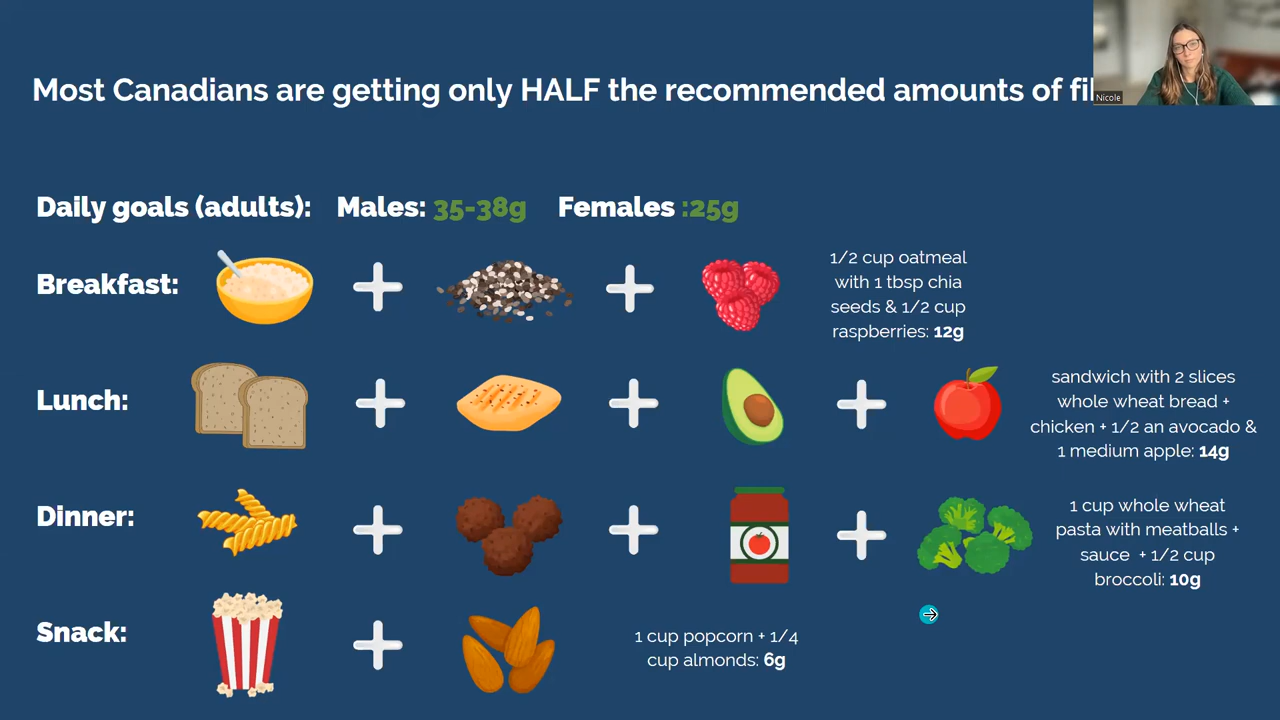 Most Canadians are getting only HALF the recommended amounts of
Nicole
Daily goals (adults): Males: 35-38g Females :25g
Breakfast:
1/2 cup oatmeal
with 1 tbsp chia
seeds & 1/2 cup
raspberries: 12g
Lunch:
sandwich with 2 slices
whole wheat bread +
chicken + 1/2 an avocado &
1 medium apple: 14g
Dinner:
1 cup whole wheat
pasta with meatballs +
sauce + 1/2 cup
broccoli: 10g
Snack:
1 cup popcorn + 1/4
cup almonds: 6g